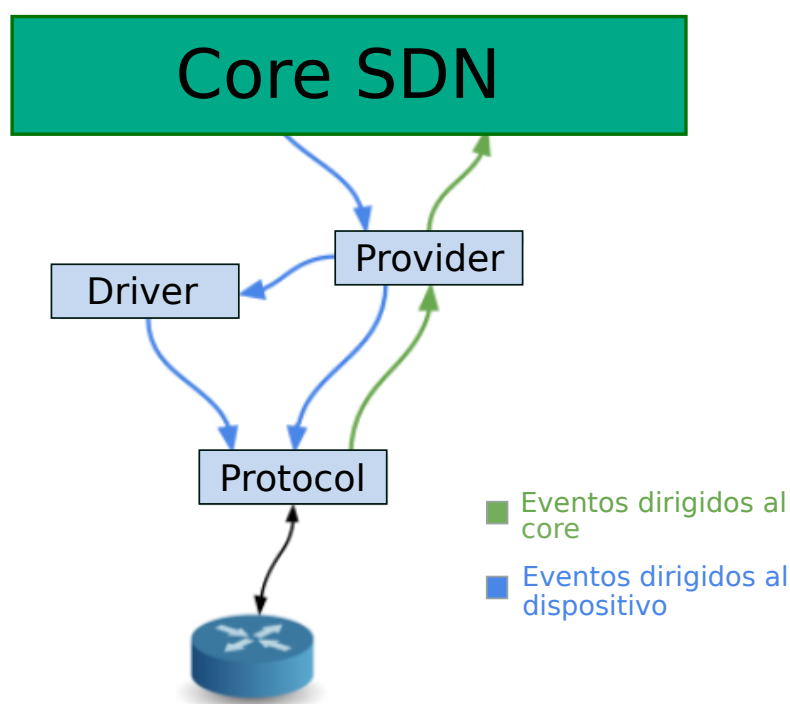 Core SDN
Provider
Driver
Protocol
Eventos dirigidos al
core
Eventos dirigidos al
dispositivo